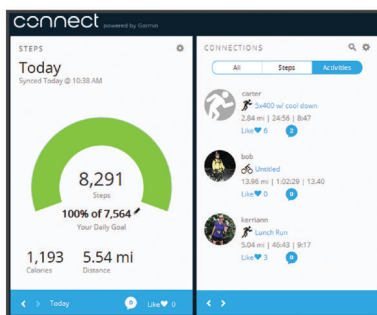 connect powered by Garmin
STEPS
Today
Synced Today @ 10:38 AM
8,291
Steps
100% of 7,564
Your Daily Goal
1,193
Calories
5.54 mi
Distance
Today
0
Like 0
CONNECTIONS
All
Steps
Activities
carter
5x400 w/ cool down
2.84 mi | 24:56 | 8:47
Like 6
2
bob
Untitled
13.96 mi | 1:02:29 | 13.40
Like 0
0
kerriann
Lunch Run
5.04 mi | 46:43 | 9:17
Like 3
0